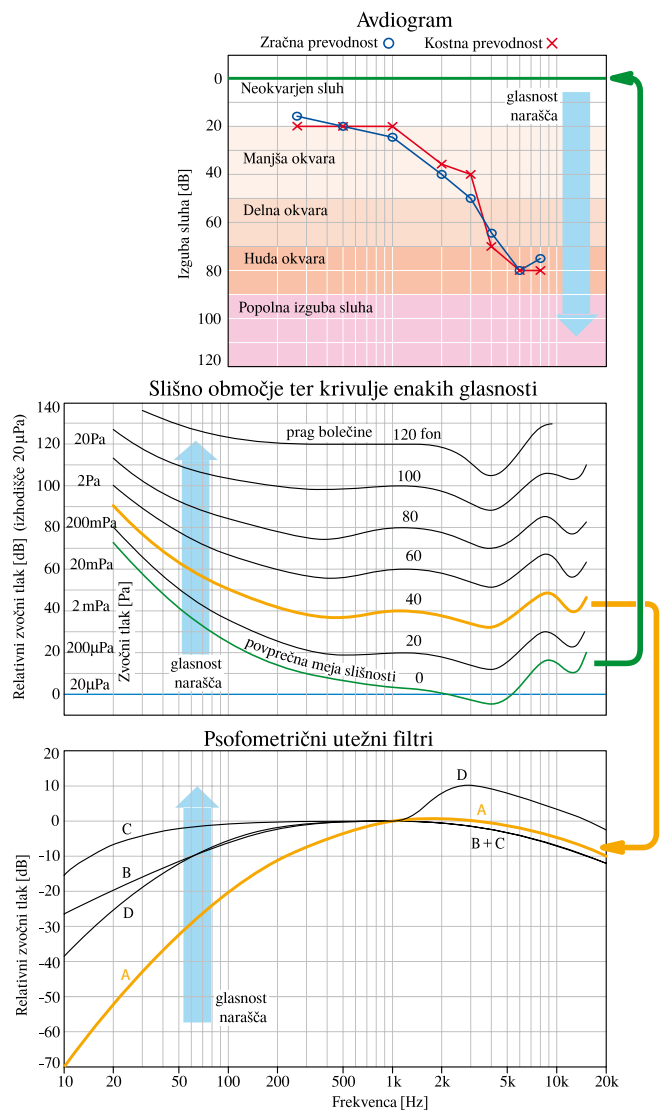 Avdiogram
Zračna prevodnost Kostna prevodnost
Izguba sluha [dB]
0
20
40
60
80
100
120
Neokvarjen sluh
Manjša okvara
Delna okvara
Huda okvara
Popolna izguba sluha
glasnost
narašča
Slišno območje ter krivulje enakih glasnosti
Relativni zvočni tlak [dB] (izhodišče 20 µPa)
140
120
100
80
60
40
20
0
20Pa
2Pa
200mPa
20mPa
2mPa
200µPa
20µPa
Zvočni tlak [Pa]
glasnost
narašča
prag bolečine 120 fon
100
80
60
40
20
povprečna meja slišnosti 0
Psofometrični utežni filtri
Relativni zvočni tlak [dB]
20
10
0
-10
-20
-30
-40
-50
-60
-70
C
B
D
A
D
A
B + C
glasnost
narašča
10 20 50 100 200 500 1k 2k 5k 10k 20k
Frekvenca [Hz]